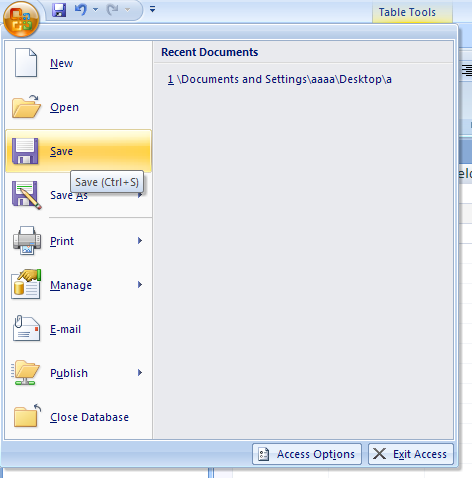 Table Tools
Recent Documents
New
1 \Documents and Settings\aaaa\Desktop\a
Open
Save
Save (Ctrl+S)
Save As
Print
Manage
E-mail
Publish
Close Database
Access Options
Exit Access